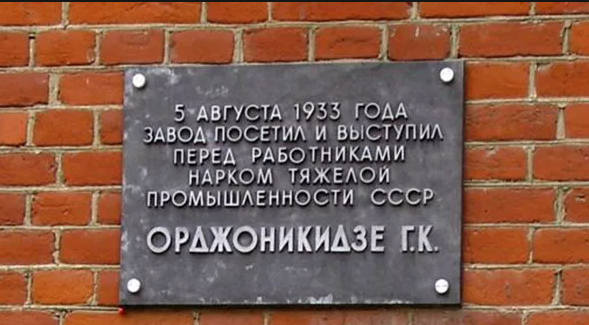 5 АВГУСТА 1933 ГОДА
ЗАВОД ПОСЕТИЛ И ВЫСТУПИЛ
ПЕРЕД РАБОТНИКАМИ
НАРКОМ ТЯЖЕЛОЙ
ПРОМЫШЛЕННОСТИ СССР
ОРДЖОНИКИДЗЕ Г.К.